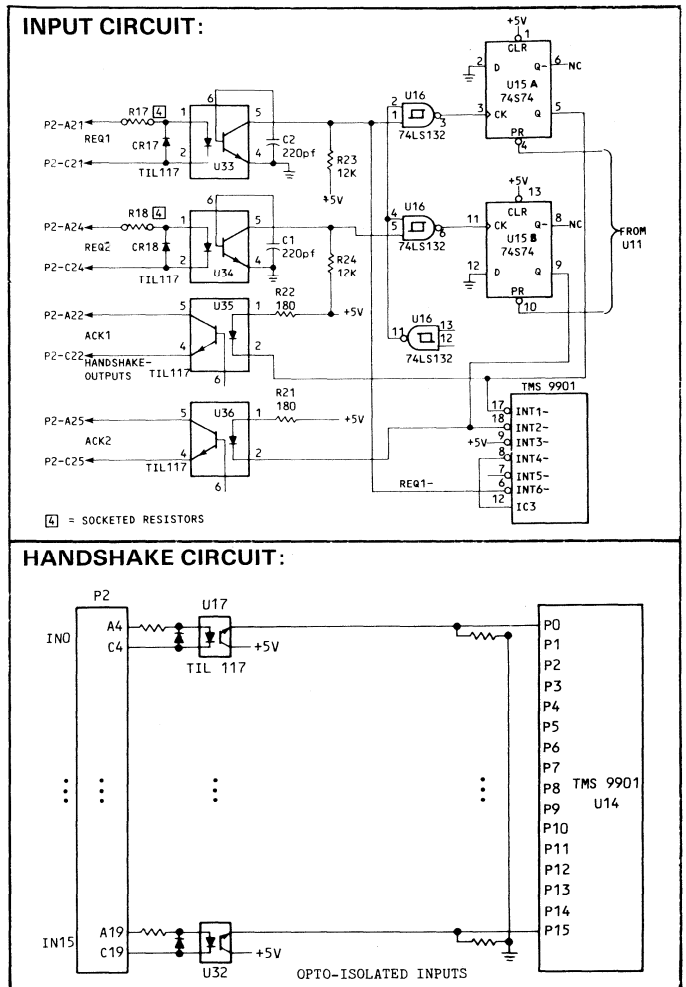 INPUT CIRCUIT:
+5V
1
CLR
2 D Q- 6 NC
U15 A
74S74
3 CK Q 5
PR
4
U16
2
1
3
74LS132
P2-A21
R17 4
REQ1
P2-C21
CR17
1
2
6
5
4
U33
TIL117
C2
220pf
R23
12K
+5V
P2-A24
R18 4
REQ2
P2-C24
CR18
1
2
6
5
4
U34
TIL117
C1
220pf
R24
12K
U16
4
5
6
74LS132
+5V
13
CLR
11 CK Q- 8 NC
U15 B
74S74
12 D Q 9
PR
10
FROM
U11
P2-A22
ACK1
P2-C22
HANDSHAKE-
OUTPUTS
TIL117
5
4
U35
1
2
6
R22
180
+5V
U16
11
13
12
74LS132
P2-A25
ACK2
P2-C25
TIL117
5
4
U36
1
2
6
R21
180
+5V
TMS 9901
17 INT1-
18 INT2-
+5V 9 INT3-
8 INT4-
7 INT5-
REQ1- 6 INT6-
12 IC3
4 = SOCKETED RESISTORS
HANDSHAKE CIRCUIT:
P2
U17
IN0
A4
C4
+5V
TIL 117
P0
P1
P2
P3
P4
P5
P6
P7
P8
P9
P10
P11
P12
P13
P14
P15
TMS 9901
U14
IN15
A19
C19
+5V
U32
OPTO-ISOLATED INPUTS